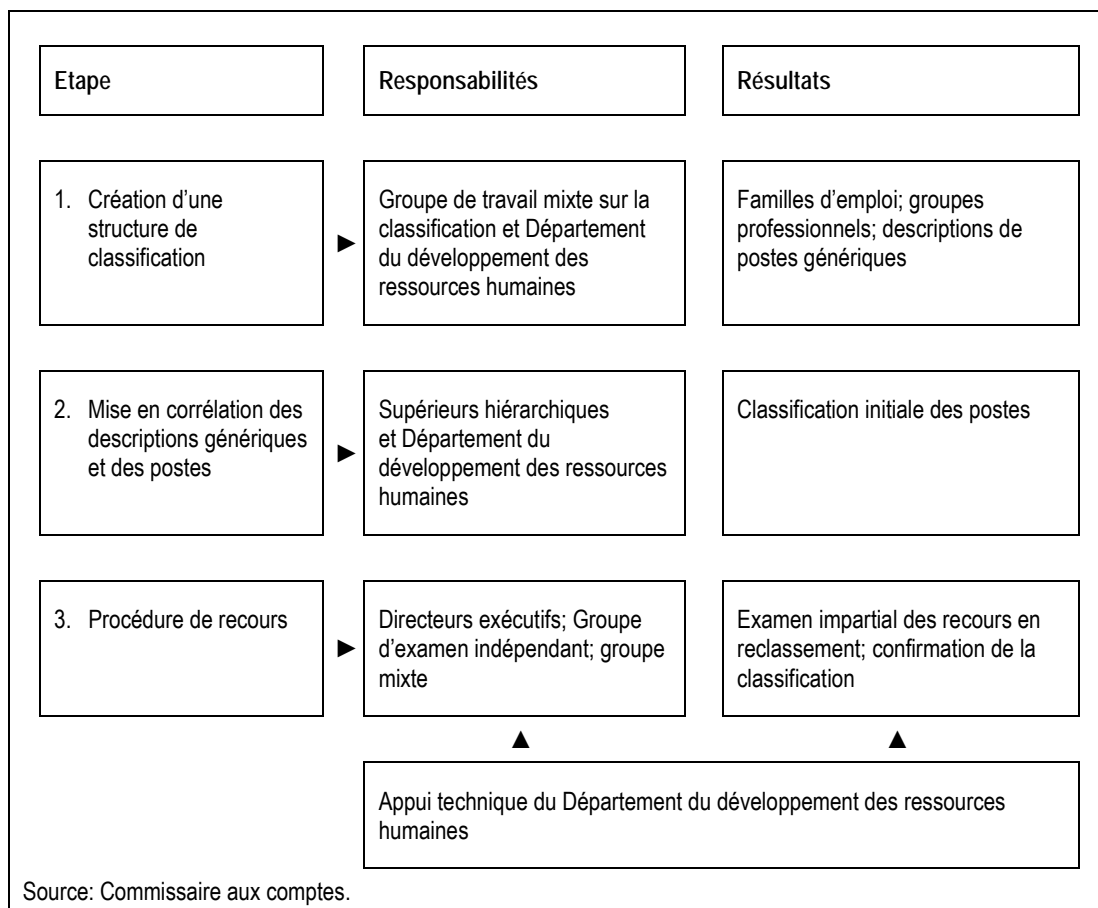 Etape
Responsabilités
Résultats
1. Création d’une
structure de
classification
►
Groupe de travail mixte sur la
classification et Département
du développement des
ressources humaines
Familles d’emploi; groupes
professionnels; descriptions de
postes génériques
2. Mise en corrélation des
descriptions génériques
et des postes
►
Supérieurs hiérarchiques
et Département du
développement des ressources
humaines
Classification initiale des postes
3. Procédure de recours
►
Directeurs exécutifs; Groupe
d’examen indépendant; groupe
mixte
Examen impartial des recours en
reclassement; confirmation de la
classification
▲ ▲
Appui technique du Département du développement des ressources
humaines
Source: Commissaire aux comptes.